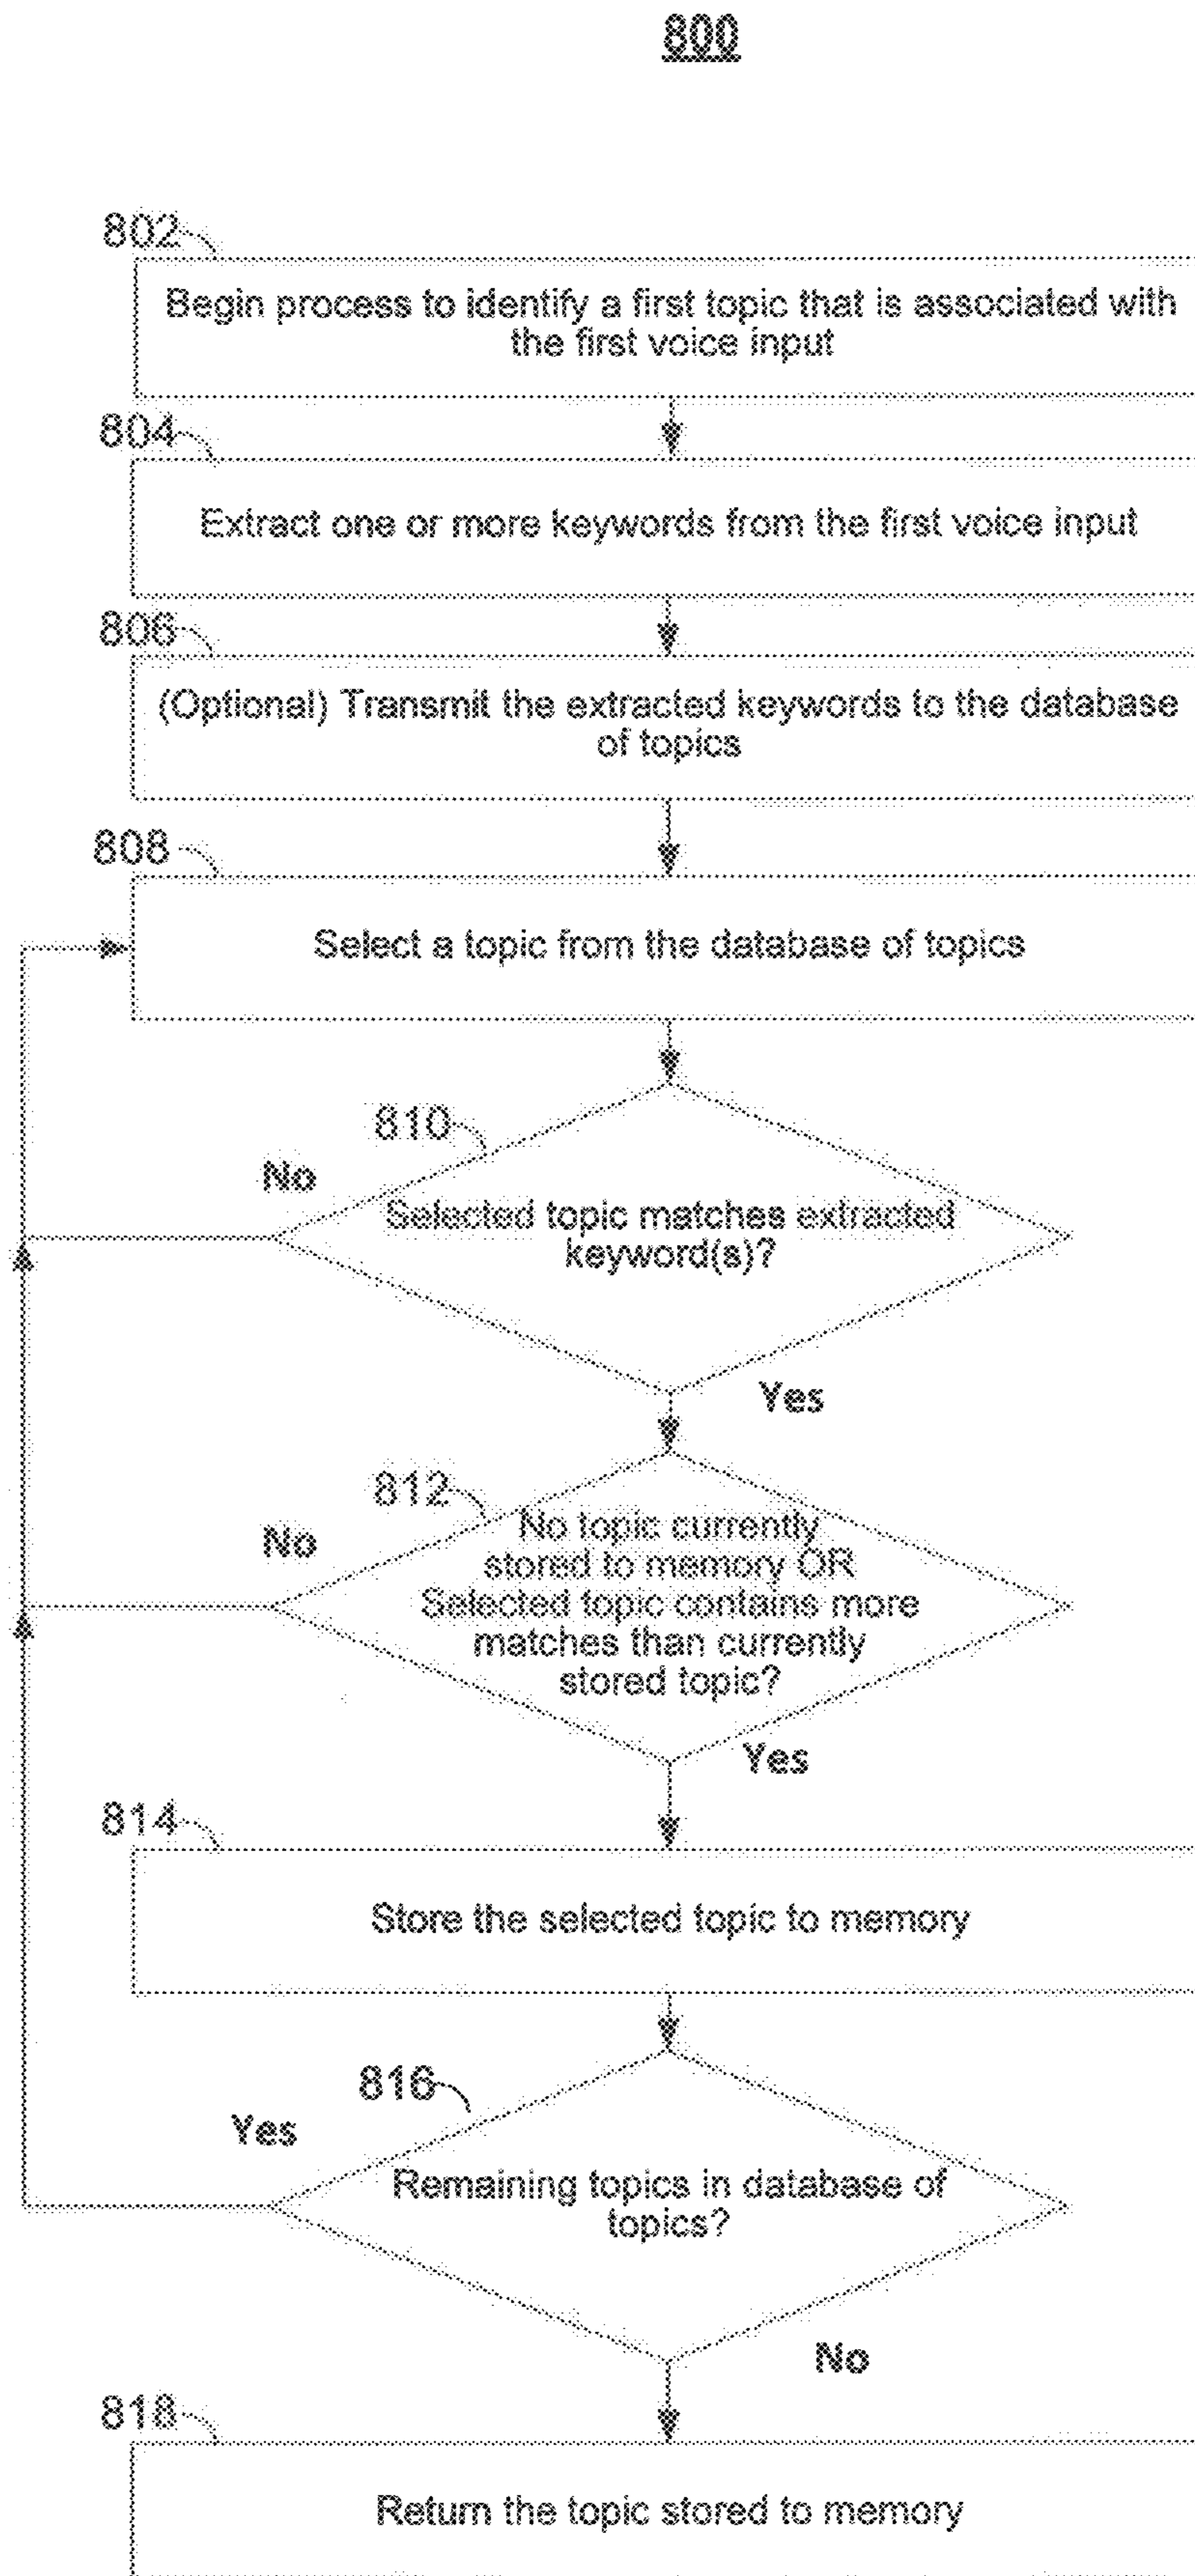 800
802
Begin process to identify a first topic that is associated with
the first voice input
804
Extract one or more keywords from the first voice input
806
(Optional) Transmit the extracted keywords to the database
of topics
808
Select a topic from the database of topics
810
No
Selected topic matches extracted
keyword(s)?
Yes
812
No
No topic currently
stored to memory OR
Selected topic contains more
matches than currently
stored topic?
Yes
814
Store the selected topic to memory
816
Yes
Remaining topics in database of
topics?
No
818
Return the topic stored to memory